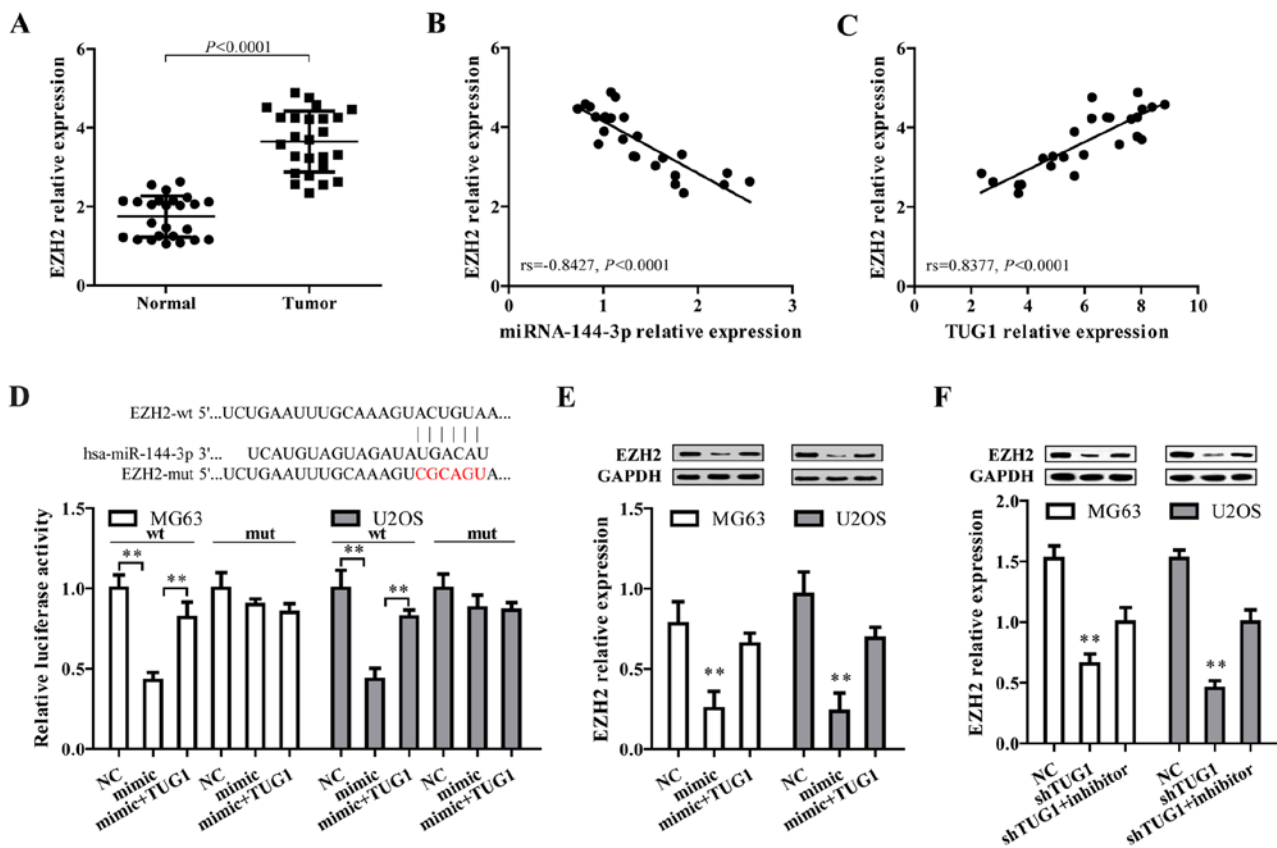 A
P<0.0001
EZH2 relative expression
6
4
2
0
Normal
Tumor
B
EZH2 relative expression
6
4
2
0
rs=-0.8427, P<0.0001
0
1
2
3
miRNA-144-3p relative expression
C
EZH2 relative expression
6
4
2
0
rs=0.8377, P<0.0001
0
2
4
6
8
10
TUG1 relative expression
D
EZH2-wt 5'...UCUGAAUUUGCAAAGUACUGUAA...
hsa-miR-144-3p 3' UCAUGUAGUAGAUAUGACAU
EZH2-mut 5'...UCUGAAUUUGCAAAGUCGCAGUA...
Relative luciferase activity
1.5
1.0
0.5
0.0
MG63
U2OS
wt
mut
wt
mut
**
**
**
**
NC
mimic
mimic+TUG1
NC
mimic
mimic+TUG1
NC
mimic
mimic+TUG1
NC
mimic
mimic+TUG1
E
EZH2
GAPDH
EZH2 relative expression
1.5
1.0
0.5
0.0
MG63
U2OS
**
**
NC
mimic
mimic+TUG1
NC
mimic
mimic+TUG1
F
EZH2
GAPDH
EZH2 relative expression
2.0
1.5
1.0
0.5
0.0
MG63
U2OS
**
**
NC
shTUG1
shTUG1+inhibitor
NC
shTUG1
shTUG1+inhibitor